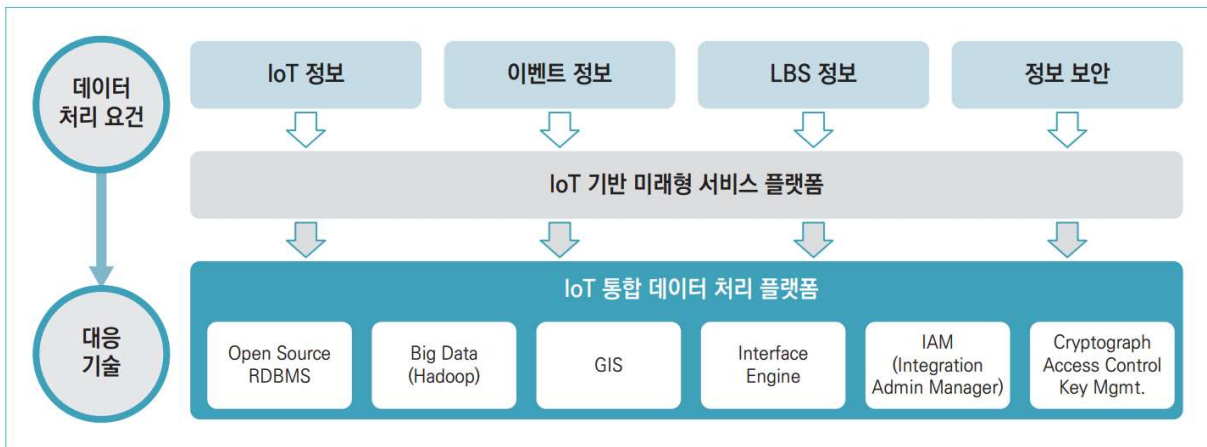 데이터
처리 요건
IoT 정보
이벤트 정보
LBS 정보
정보 보안
IoT 기반 미래형 서비스 플랫폼
대응
기술
IoT 통합 데이터 처리 플랫폼
Open Source
RDBMS
Big Data
(Hadoop)
GIS
Interface
Engine
IAM
(Integration
Admin Manager)
Cryptograph
Access Control
Key Mgmt.